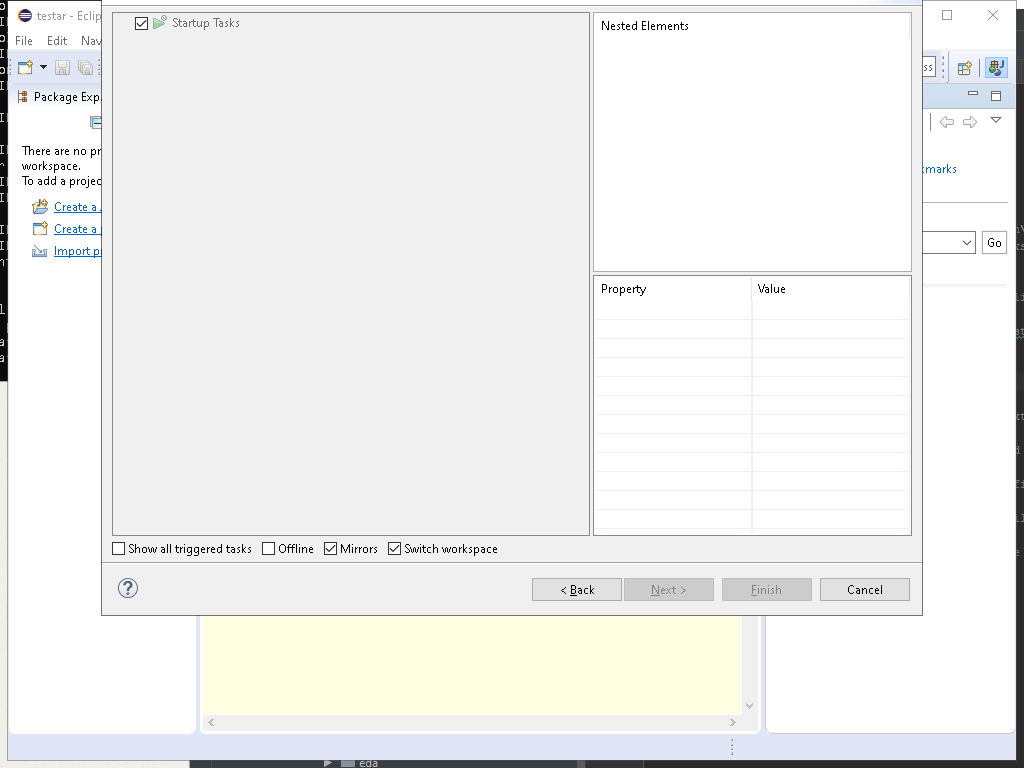 testar - Eclip
Startup Tasks
Nested Elements
File Edit Nav
ss
Package Exp
There are no pr
workspace.
To add a projec
marks
Create a
Create a
Import p
Go
Property Value
Show all triggered tasks Offline Mirrors Switch workspace
?
< Back Next > Finish Cancel
eda